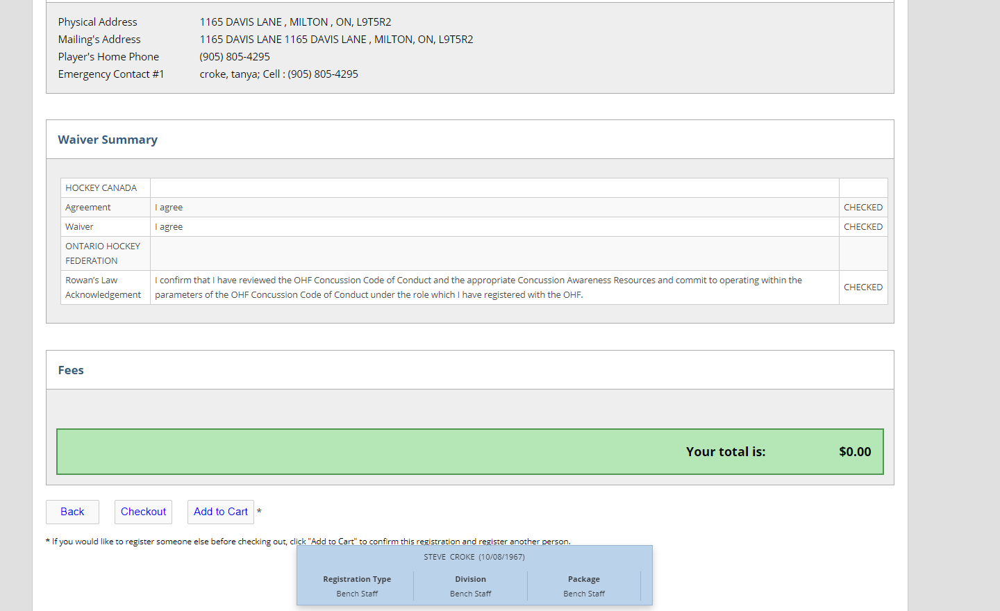 Physical Address 1165 DAVIS LANE , MILTON , ON, L9T5R2
Mailing's Address 1165 DAVIS LANE 1165 DAVIS LANE , MILTON, ON, L9T5R2
Player's Home Phone (905) 805-4295
Emergency Contact #1 croke, tanya; Cell : (905) 805-4295
Waiver Summary
HOCKEY CANADA
Agreement I agree CHECKED
Waiver I agree CHECKED
ONTARIO HOCKEY
FEDERATION
Rowan’s Law
Acknowledgement
I confirm that I have reviewed the OHF Concussion Code of Conduct and the appropriate Concussion Awareness Resources and commit to operating within the
parameters of the OHF Concussion Code of Conduct under the role which I have registered with the OHF.
CHECKED
Fees
Your total is: $0.00
Back Checkout Add to Cart *
* If you would like to register someone else before checking out, click "Add to Cart" to confirm this registration and register another person.
STEVE CROKE (10/08/1967)
Registration Type Division Package
Bench Staff Bench Staff Bench Staff